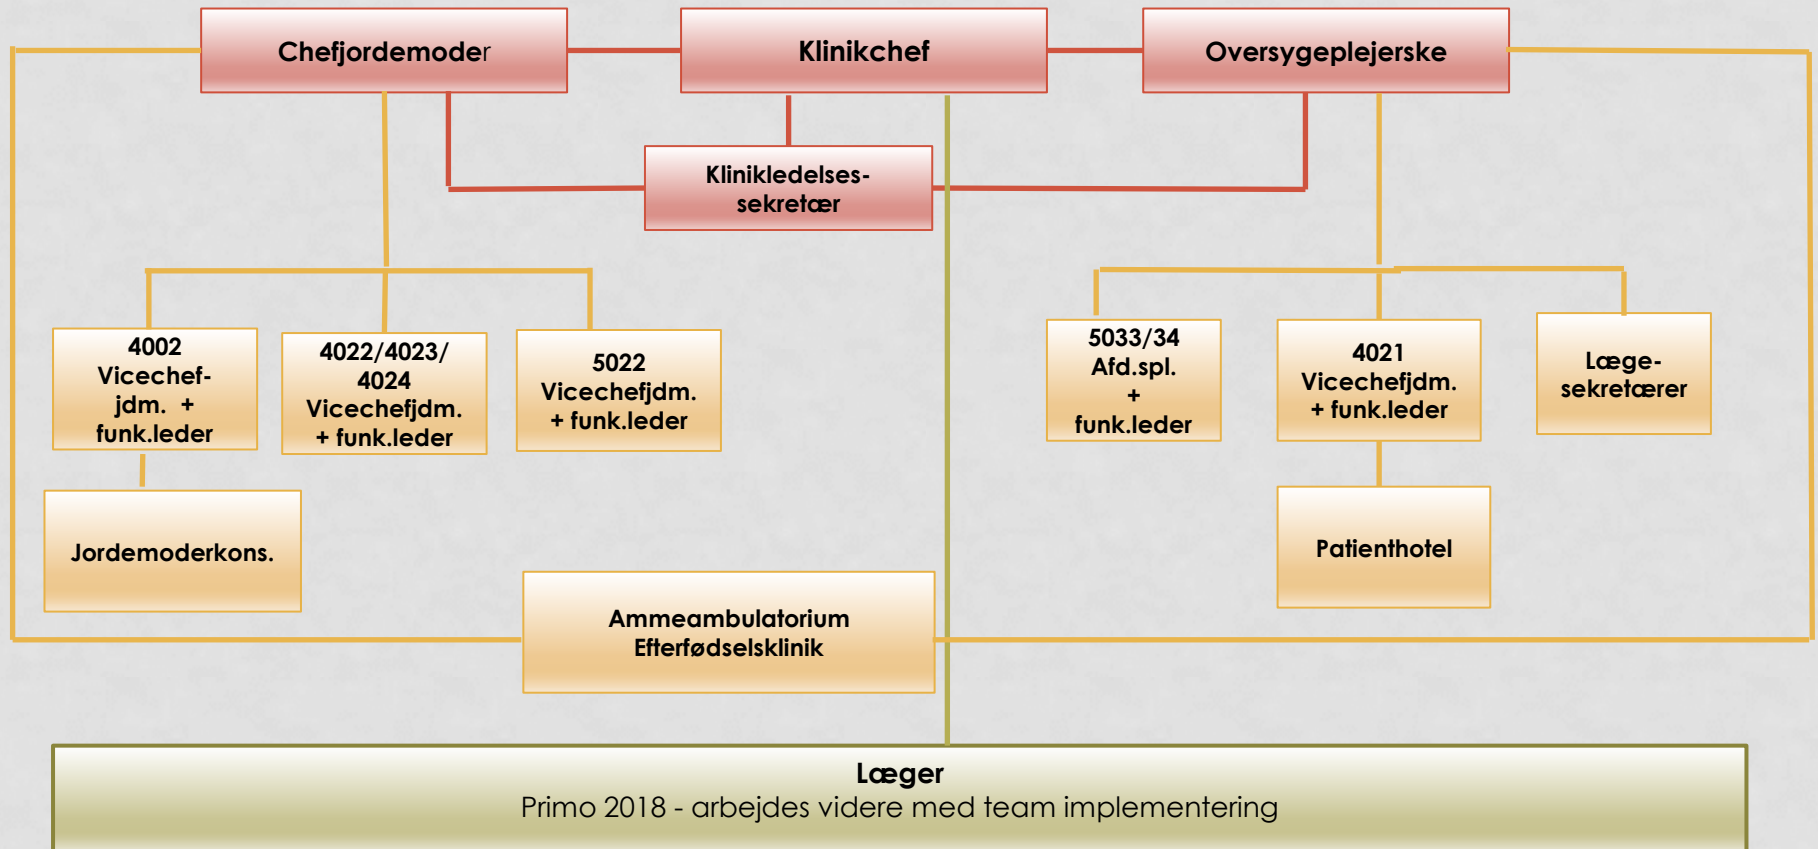 Chefjordemoder
Klinikchef
Oversygeplejerske
Klinikledelses-
sekretær
4002
Vicechef-
jdm. +
funk.leder
4022/4023/
4024
Vicechefjdm.
+ funk.leder
5022
Vicechefjdm.
+ funk.leder
5033/34
Afd.spl.
+
funk.leder
4021
Vicechefjdm.
+ funk.leder
Læge-
sekretærer
Jordemoderkons.
Patienthotel
Ammeambulatorium
Efterfødselsklinik
Læger
Primo 2018 - arbejdes videre med team implementering